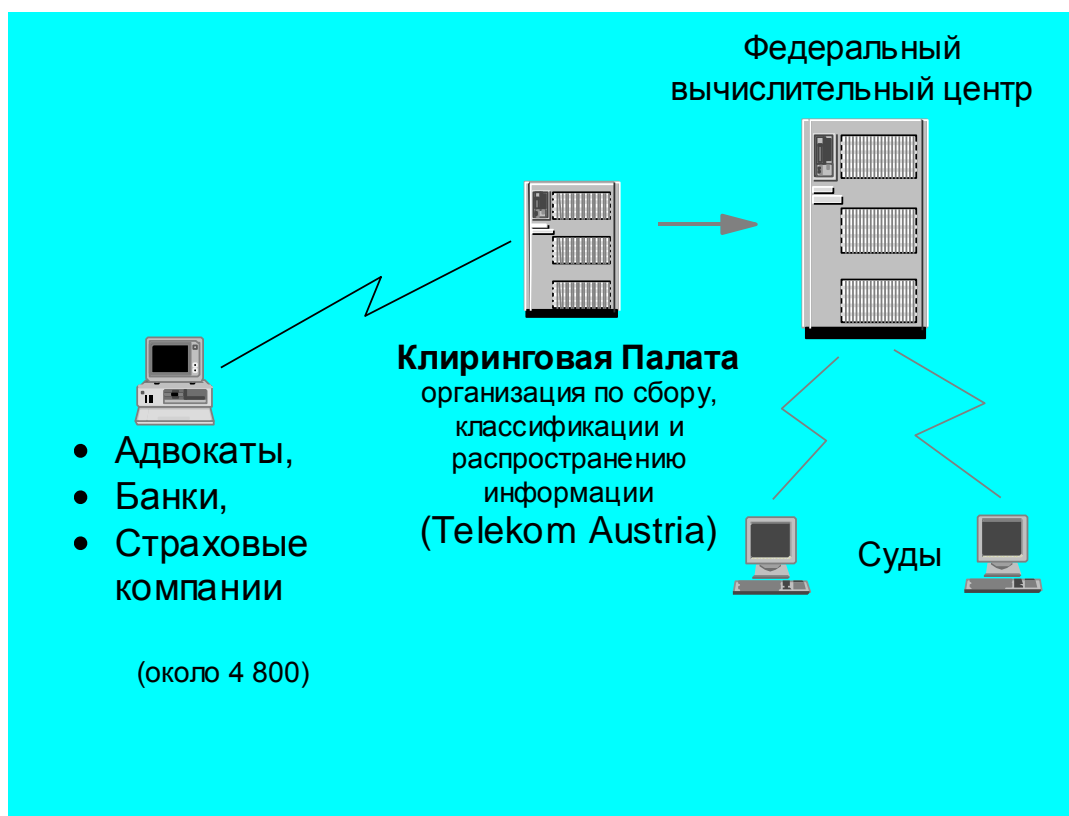 Федеральный
вычислительный центр
Клиринговая Палата
организация по сбору,
классификации и
распространению
информации
(Telekom Austria)
• Адвокаты,
• Банки,
• Страховые
компании
(около 4 800)
Суды